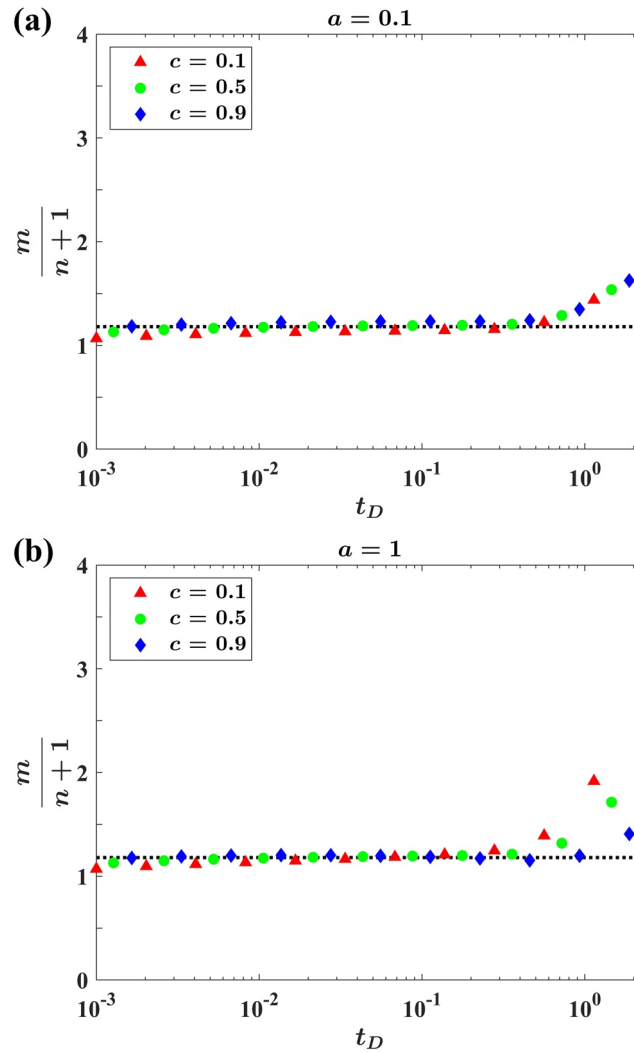 (a)
a = 0.1
4
3
2
1
0
m
n + 1
c = 0.1
c = 0.5
c = 0.9
10^-3
10^-2
10^-1
10^0
t_D
(b)
a = 1
4
3
2
1
0
m
n + 1
c = 0.1
c = 0.5
c = 0.9
10^-3
10^-2
10^-1
10^0
t_D